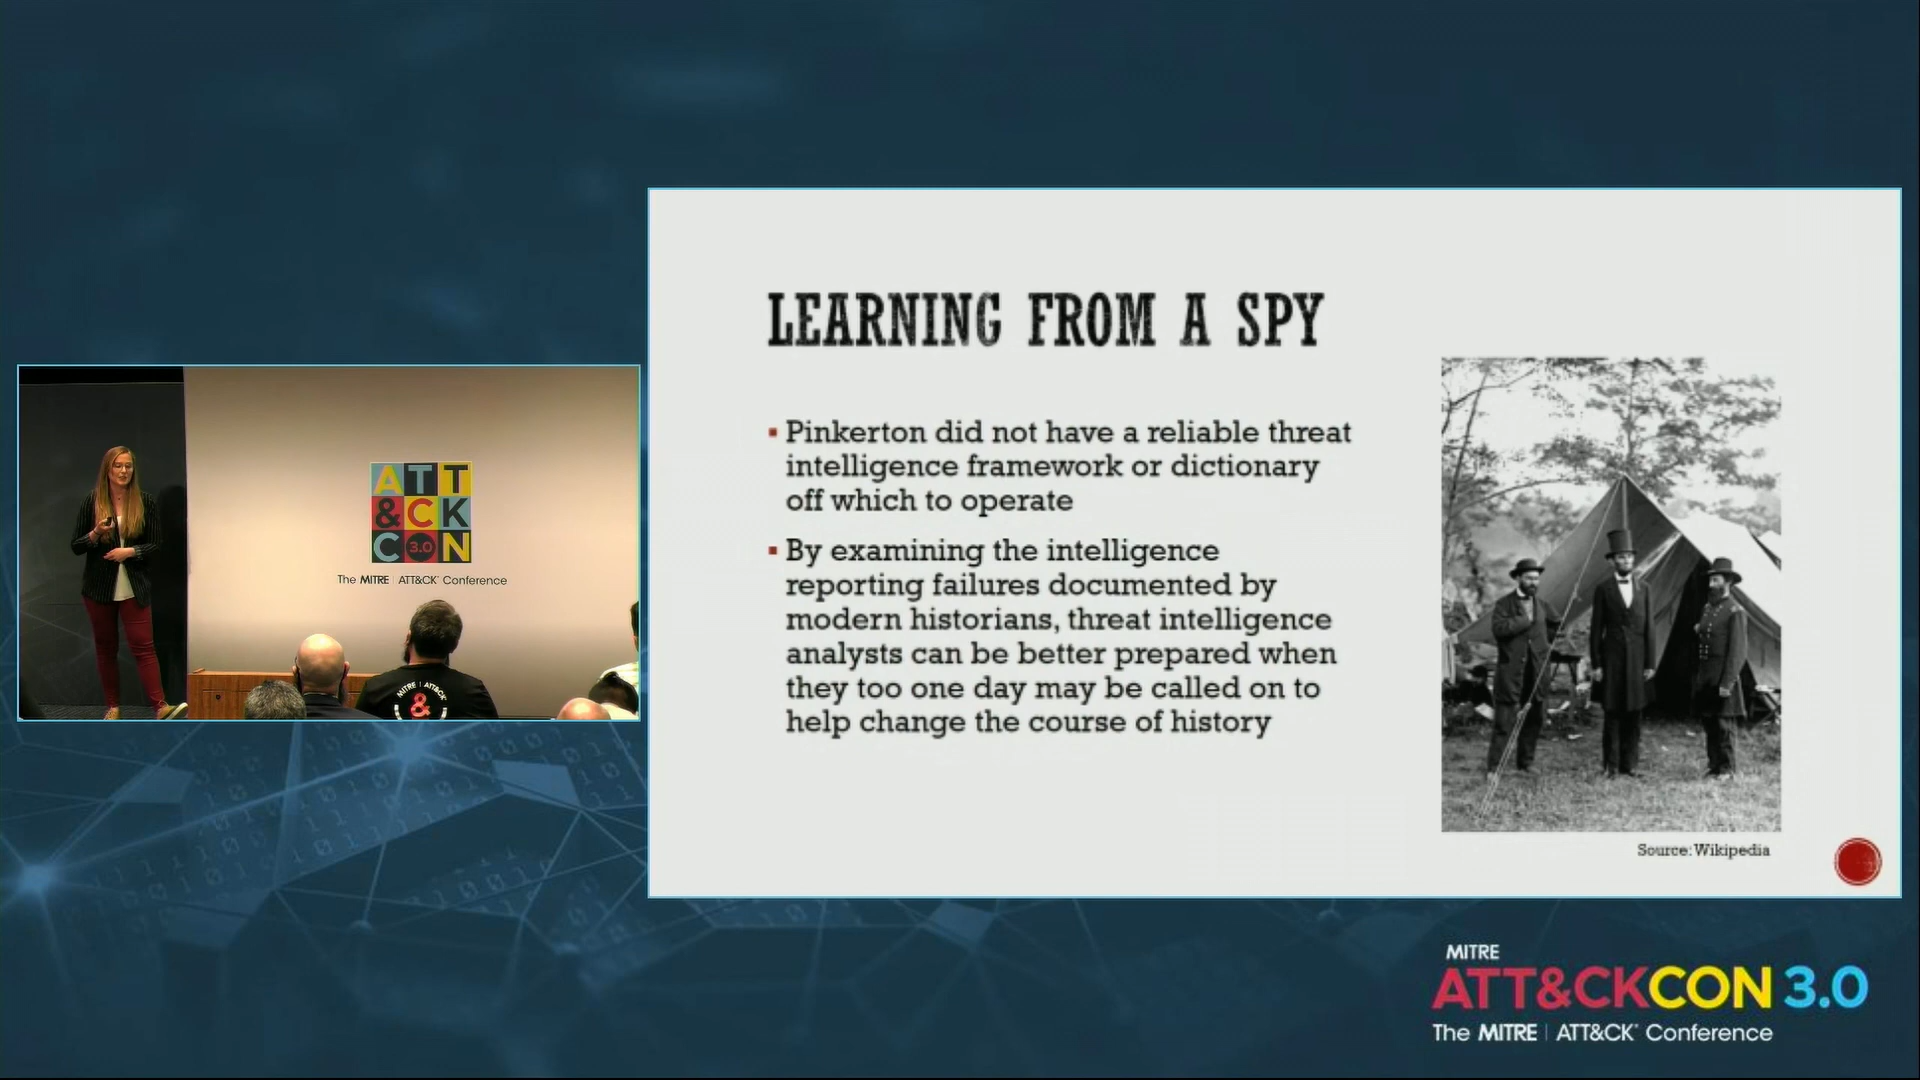 LEARNING FROM A SPY
▪ Pinkerton did not have a reliable threat
intelligence framework or dictionary
off which to operate
▪ By examining the intelligence
reporting failures documented by
modern historians, threat intelligence
analysts can be better prepared when
they too one day may be called on to
help change the course of history
Source: Wikipedia
ATT
&CK
CON
3.0
The MITRE | ATT&CK® Conference
MITRE | ATT&CK®
&
MITRE
ATT&CKCON 3.0
The MITRE | ATT&CK® Conference